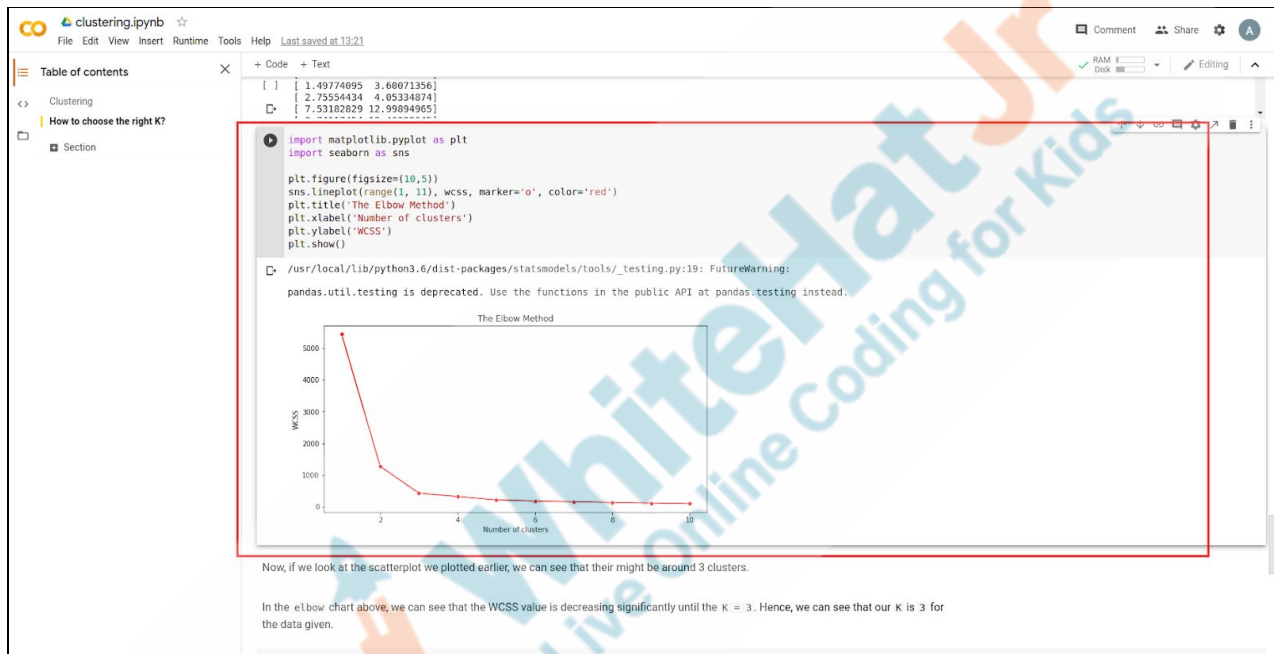 clustering.ipynb
File Edit View Insert Runtime Tools Help Last saved at 13:21
Comment Share A
Table of contents
+ Code + Text
RAM
Disk
Editing
Clustering
How to choose the right K?
Section
[ ] [ 1.49774095 3.60071356]
[ 2.75554434 4.05334874]
[ 7.53182829 12.99894965]
import matplotlib.pyplot as plt
import seaborn as sns
plt.figure(figsize=(10,5))
sns.lineplot(range(1, 11), wcss, marker='o', color='red')
plt.title('The Elbow Method')
plt.xlabel('Number of clusters')
plt.ylabel('WCSS')
plt.show()
/usr/local/lib/python3.6/dist-packages/statsmodels/tools/_testing.py:19: FutureWarning:
pandas.util.testing is deprecated. Use the functions in the public API at pandas.testing instead.
The Elbow Method
5000
4000
3000
2000
1000
0
WCSS
2 4 6 8 10
Number of clusters
Now, if we look at the scatterplot we plotted earlier, we can see that their might be around 3 clusters.
In the elbow chart above, we can see that the WCSS value is decreasing significantly until the K = 3. Hence, we can see that our K is 3 for
the data given.
WhiteHat Jr
Live Online Coding for Kids